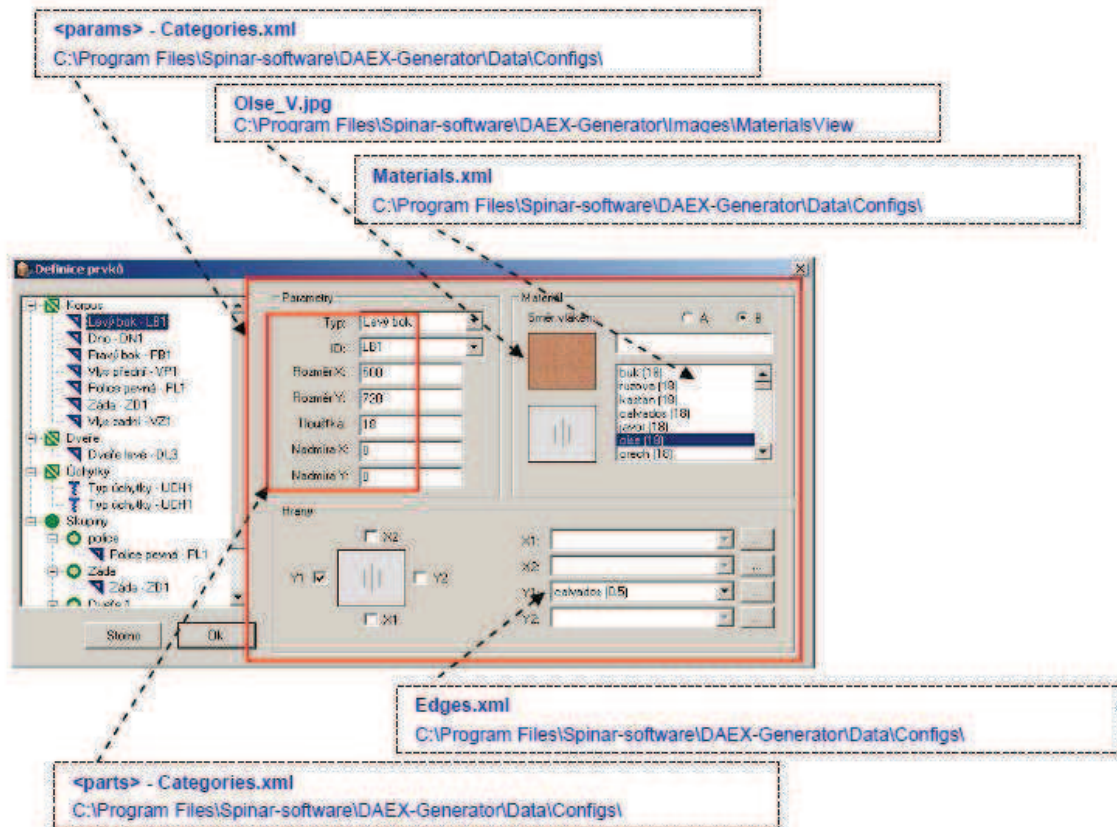 <params> - Categories.xml
C:\Program Files\Spinar-software\DAEX-Generator\Data\Configs\
Olse_V.jpg
C:\Program Files\Spinar-software\DAEX-Generator\Images\MaterialsView
Materials.xml
C:\Program Files\Spinar-software\DAEX-Generator\Data\Configs\
Definice prvků
Korpus
Levý bok - LB1
Dno - DN1
Pravý bok - PB1
Vlys přední - VP1
Police pevná - PL1
Záda - ZD1
Vlys zadní - VZ1
Dveře
Dveře levé - DL3
Úchytky
Typ úchytky - UCH1
Typ úchytky - UCH1
Skupiny
police
Police pevná - PL1
Záda
Záda - ZD1
Storno
Ok
Parametry
Typ: Levý bok
ID: LB1
Rozměr X: 600
Rozměr Y: 720
Tloušťka: 18
Nadmíra X: 0
Nadmíra Y: 0
Materiál
Směr vláken: A B
buk (18)
ruzova (18)
kastan (18)
calvados (18)
javor (18)
olse (18)
orech (18)
Hrany
X2
Y1 Y2
X1
X1:
X2:
Y1: calvados (0.5)
Y2:
Edges.xml
C:\Program Files\Spinar-software\DAEX-Generator\Data\Configs\
<parts> - Categories.xml
C:\Program Files\Spinar-software\DAEX-Generator\Data\Configs\